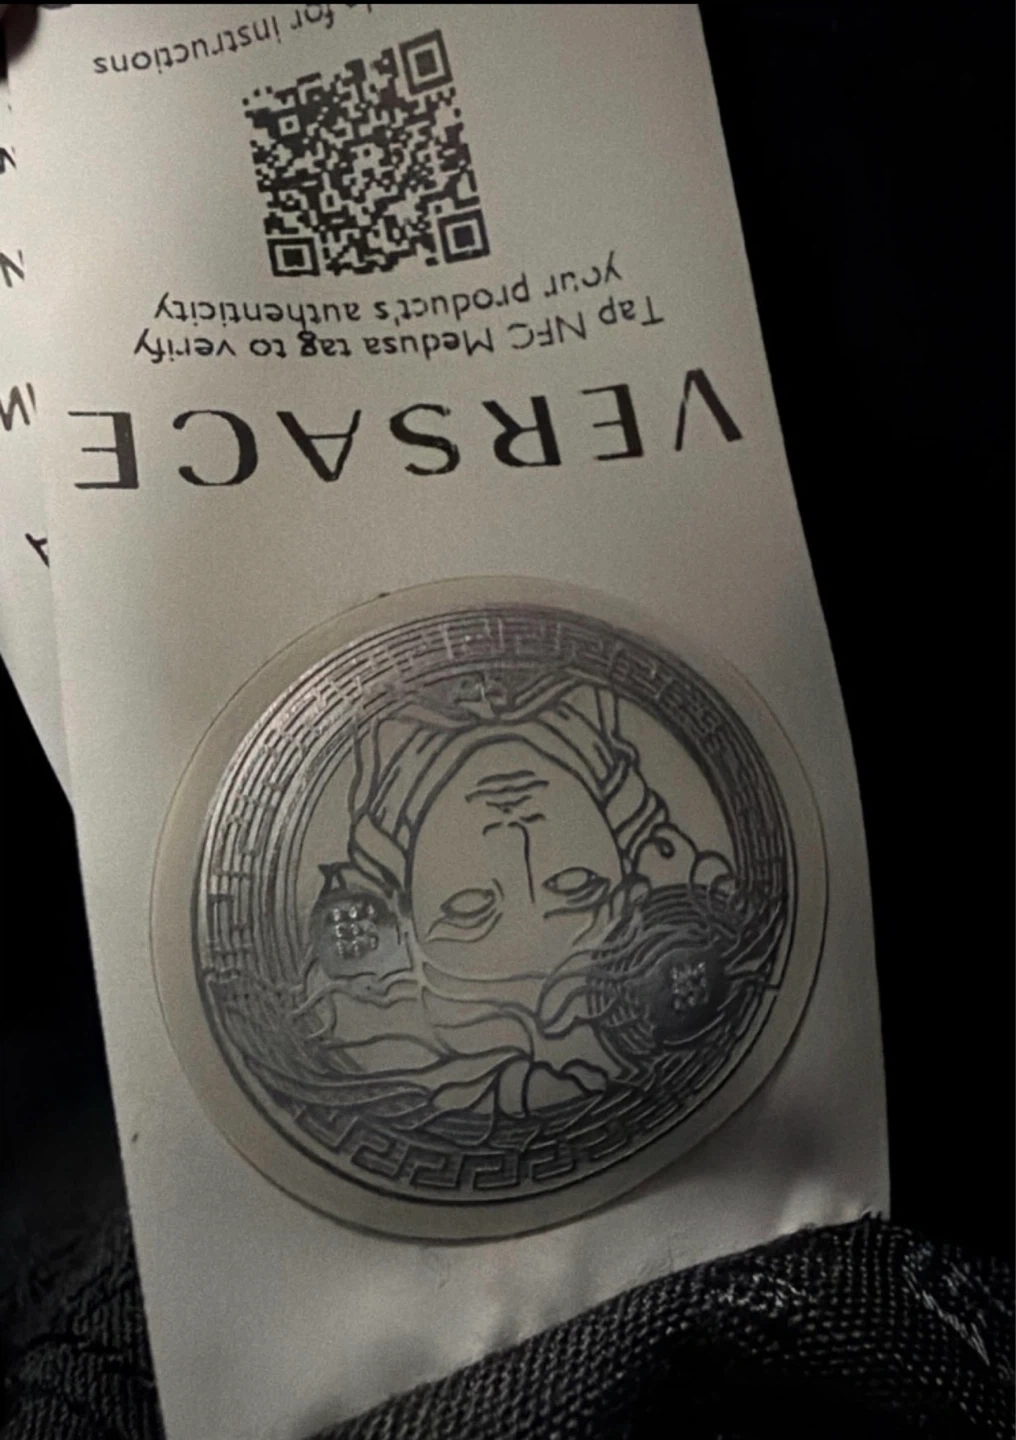 VERSACE
Tap NFC Medusa tag to verify
your product's authenticity
for instructions